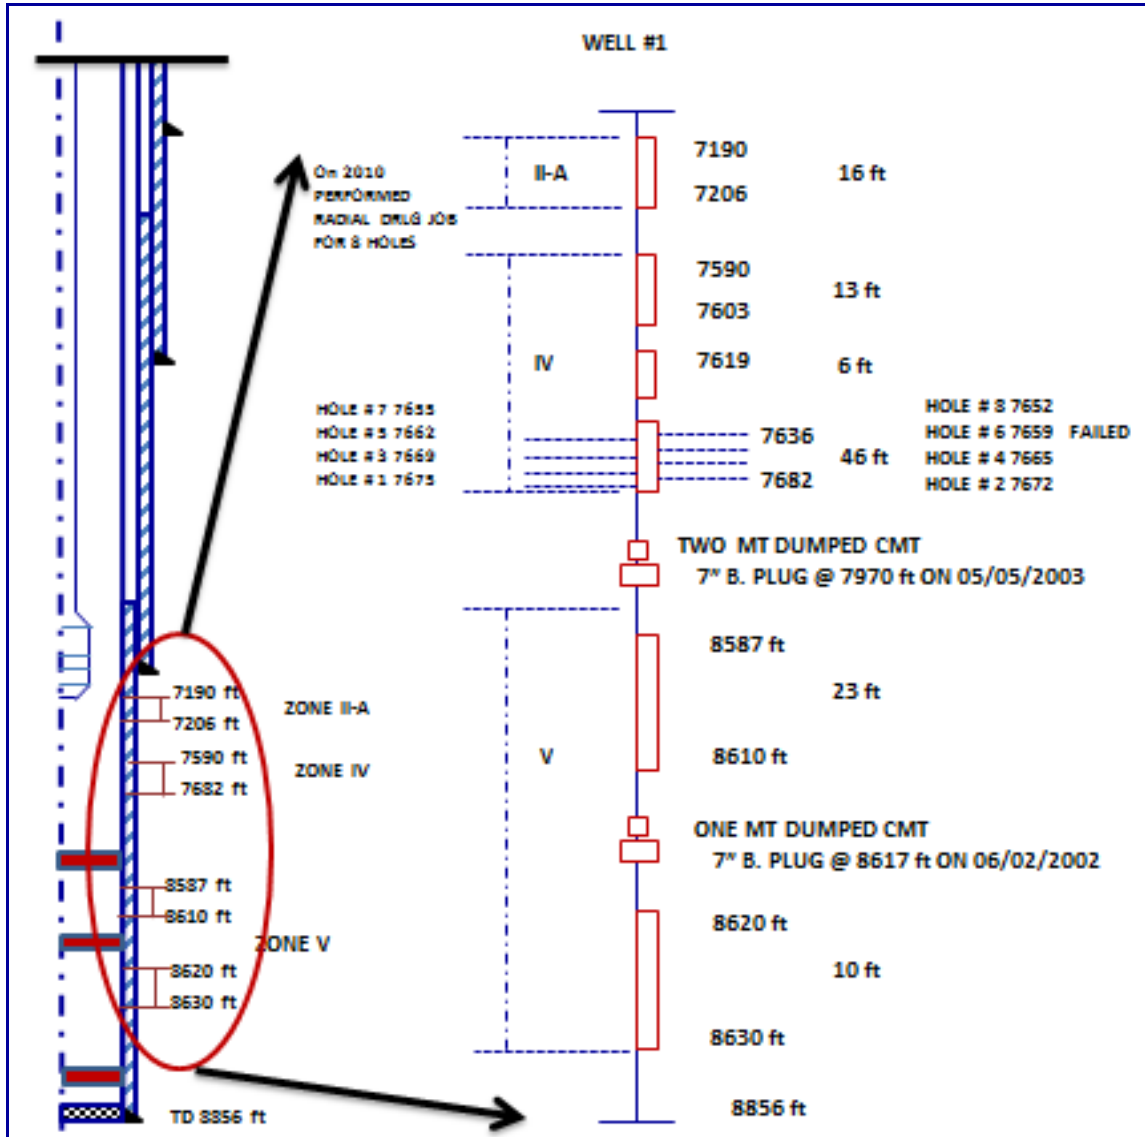 WELL #1
On 2010
PERFORMED
RADIAL DRLG JOB
FOR 8 HOLES
II-A
7190
7206
16 ft
IV
7590
7603
13 ft
7619
6 ft
HOLE # 7 7655
HOLE # 5 7662
HOLE # 3 7669
HOLE # 1 7675
7636
7682
46 ft
HOLE # 8 7652
HOLE # 6 7659 FAILED
HOLE # 4 7665
HOLE # 2 7672
TWO MT DUMPED CMT
7" B. PLUG @ 7970 ft ON 05/05/2003
V
8587 ft
23 ft
8610 ft
ONE MT DUMPED CMT
7" B. PLUG @ 8617 ft ON 06/02/2002
8620 ft
10 ft
8630 ft
8856 ft
7190 ft
7206 ft
ZONE II-A
7590 ft
7682 ft
ZONE IV
8587 ft
8610 ft
ZONE V
8620 ft
8630 ft
TD 8856 ft